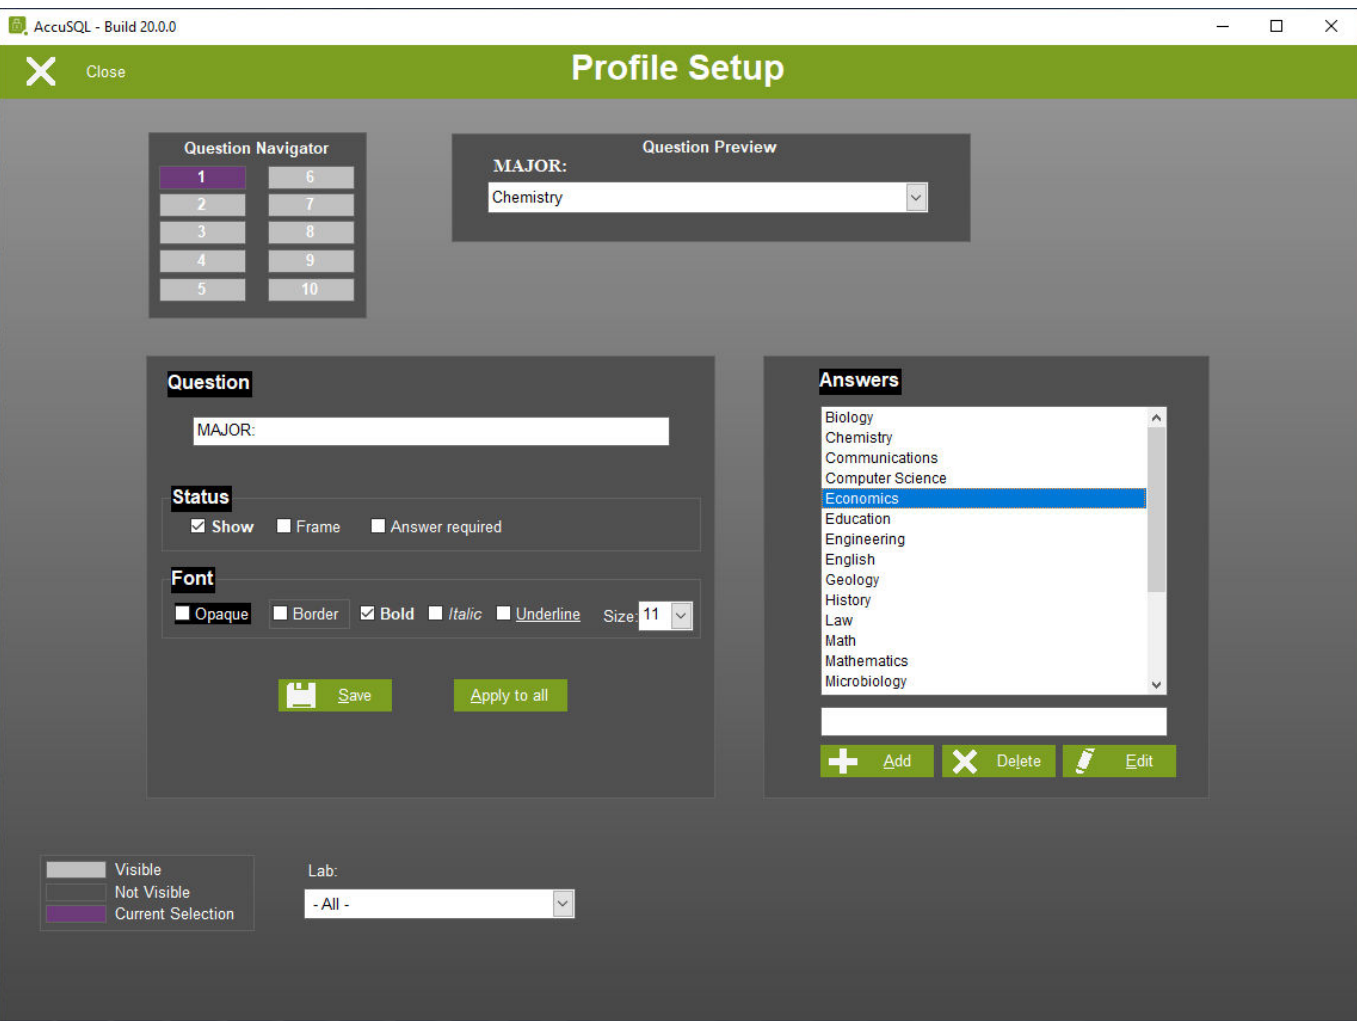 AccuSQL - Build 20.0.0
Close
Profile Setup
Question Navigator
1 6
2 7
3 8
4 9
5 10
Question Preview
MAJOR:
Chemistry
Question
MAJOR:
Status
Show Frame Answer required
Font
Opaque Border Bold Italic Underline Size: 11
Save Apply to all
Answers
Biology
Chemistry
Communications
Computer Science
Economics
Education
Engineering
English
Geology
History
Law
Math
Mathematics
Microbiology
Add Delete Edit
Visible
Not Visible
Current Selection
Lab:
- All -